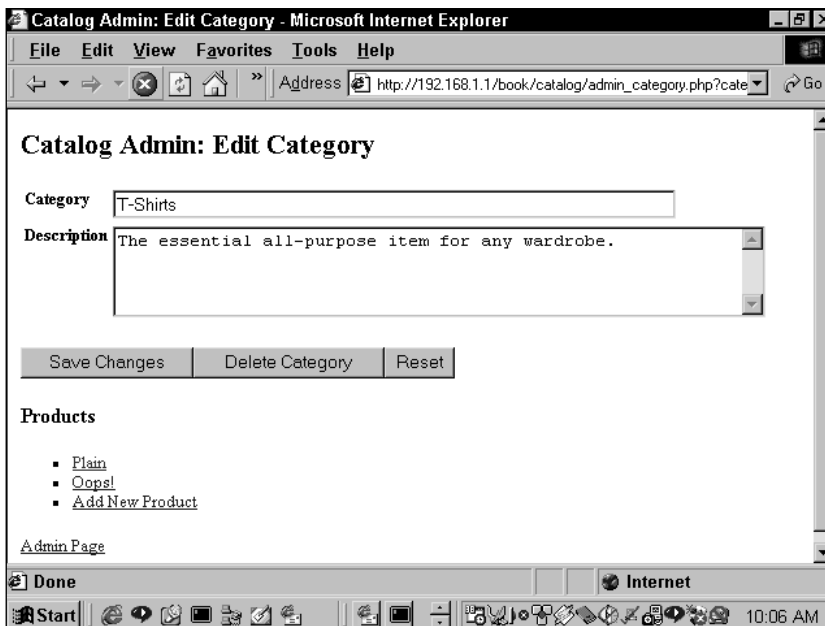 Catalog Admin: Edit Category - Microsoft Internet Explorer
File Edit View Favorites Tools Help
» Address http://192.168.1.1/book/catalog/admin_category.php?cate Go
Catalog Admin: Edit Category
Category T-Shirts
Description The essential all-purpose item for any wardrobe.
Save Changes Delete Category Reset
Products
Plain
Oops!
Add New Product
Admin Page
Done Internet
Start 10:06 AM